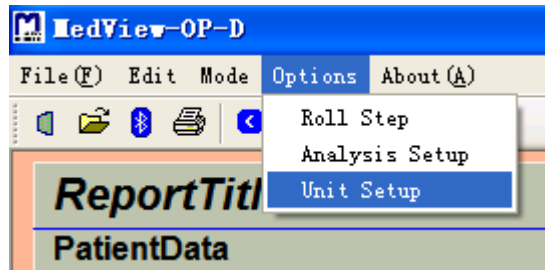 MedView-OP-D
File(F) Edit Mode Options About(A)
Roll Step
Analysis Setup
Unit Setup
ReportTitl
PatientData